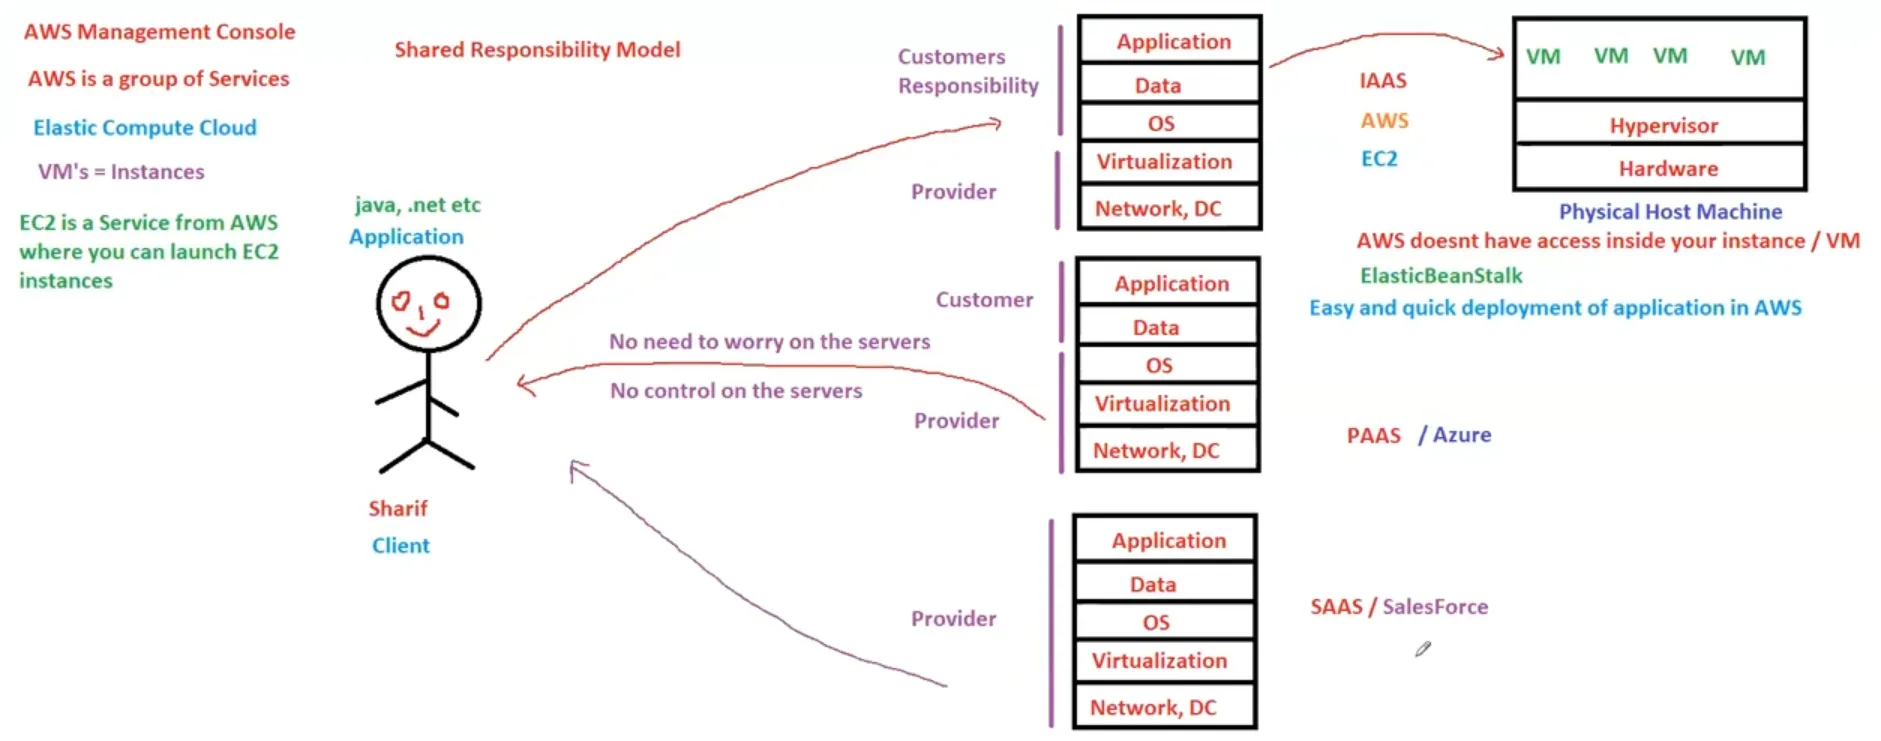 AWS Management Console
AWS is a group of Services
Elastic Compute Cloud
VM's = Instances
EC2 is a Service from AWS
where you can launch EC2
instances
Shared Responsibility Model
java, .net etc
Application
Sharif
Client
No need to worry on the servers
No control on the servers
Customers
Responsibility
Provider
Application
Data
OS
Virtualization
Network, DC
IAAS
AWS
EC2
VM VM VM VM
Hypervisor
Hardware
Physical Host Machine
AWS doesnt have access inside your instance / VM
ElasticBeanStalk
Easy and quick deployment of application in AWS
Customer
Provider
Application
Data
OS
Virtualization
Network, DC
PAAS / Azure
Provider
Application
Data
OS
Virtualization
Network, DC
SAAS / SalesForce